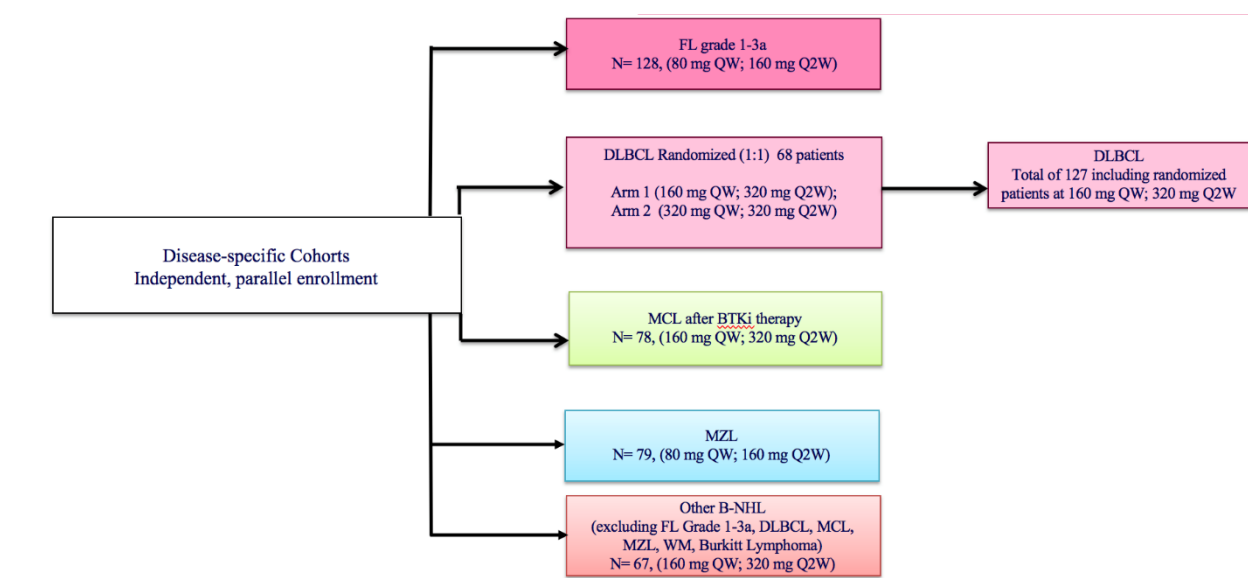 FL grade 1-3a
N= 128, (80 mg QW; 160 mg Q2W)
DLBCL Randomized (1:1) 68 patients
Arm 1 (160 mg QW; 320 mg Q2W);
Arm 2 (320 mg QW; 320 mg Q2W)
DLBCL
Total of 127 including randomized
patients at 160 mg QW; 320 mg Q2W
Disease-specific Cohorts
Independent, parallel enrollment
MCL after BTKi therapy
N= 78, (160 mg QW; 320 mg Q2W)
MZL
N= 79, (80 mg QW; 160 mg Q2W)
Other B-NHL
(excluding FL Grade 1-3a, DLBCL, MCL,
MZL, WM, Burkitt Lymphoma)
N= 67, (160 mg QW; 320 mg Q2W)